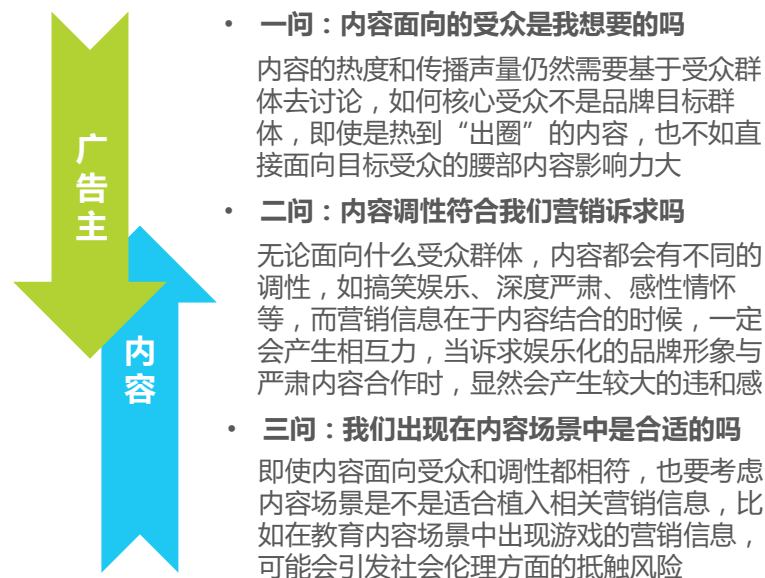 广告主
内容
• 一问：内容面向的受众是我想要的吗
内容的热度和传播声量仍然需要基于受众群
体去讨论，如何核心受众不是品牌目标群
体，即使是热到“出圈”的内容，也不如直
接面向目标受众的腰部内容影响力大
• 二问：内容调性符合我们营销诉求吗
无论面向什么受众群体，内容都会有不同的
调性，如搞笑娱乐、深度严肃、感性情怀
等，而营销信息在于内容结合的时候，一定
会产生相互力，当诉求娱乐化的品牌形象与
严肃内容合作时，显然会产生较大的违和感
• 三问：我们出现在内容场景中是合适的吗
即使内容面向受众和调性都相符，也要考虑
内容场景是不是适合植入相关营销信息，比
如在教育内容场景中出现游戏的营销信息，
可能会引发社会伦理方面的抵触风险